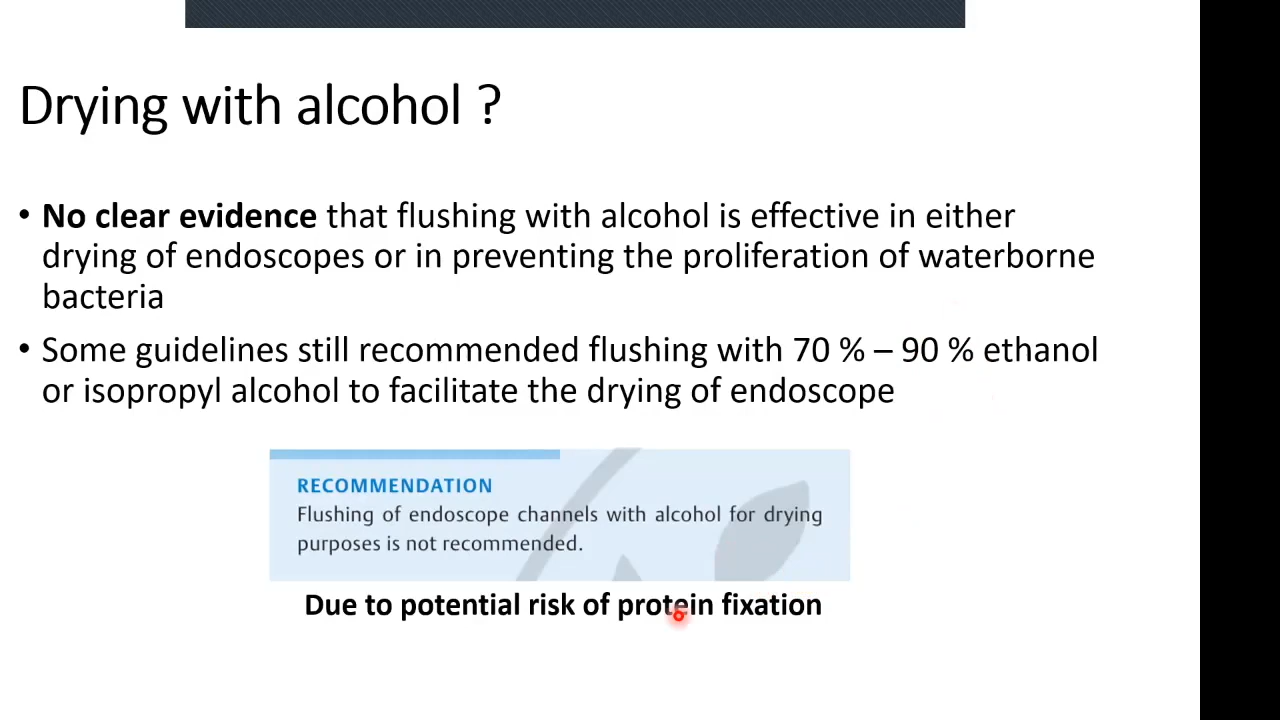 Drying with alcohol ?
• No clear evidence that flushing with alcohol is effective in either
drying of endoscopes or in preventing the proliferation of waterborne
bacteria
• Some guidelines still recommended flushing with 70 % – 90 % ethanol
or isopropyl alcohol to facilitate the drying of endoscope
RECOMMENDATION
Flushing of endoscope channels with alcohol for drying
purposes is not recommended.
Due to potential risk of protein fixation